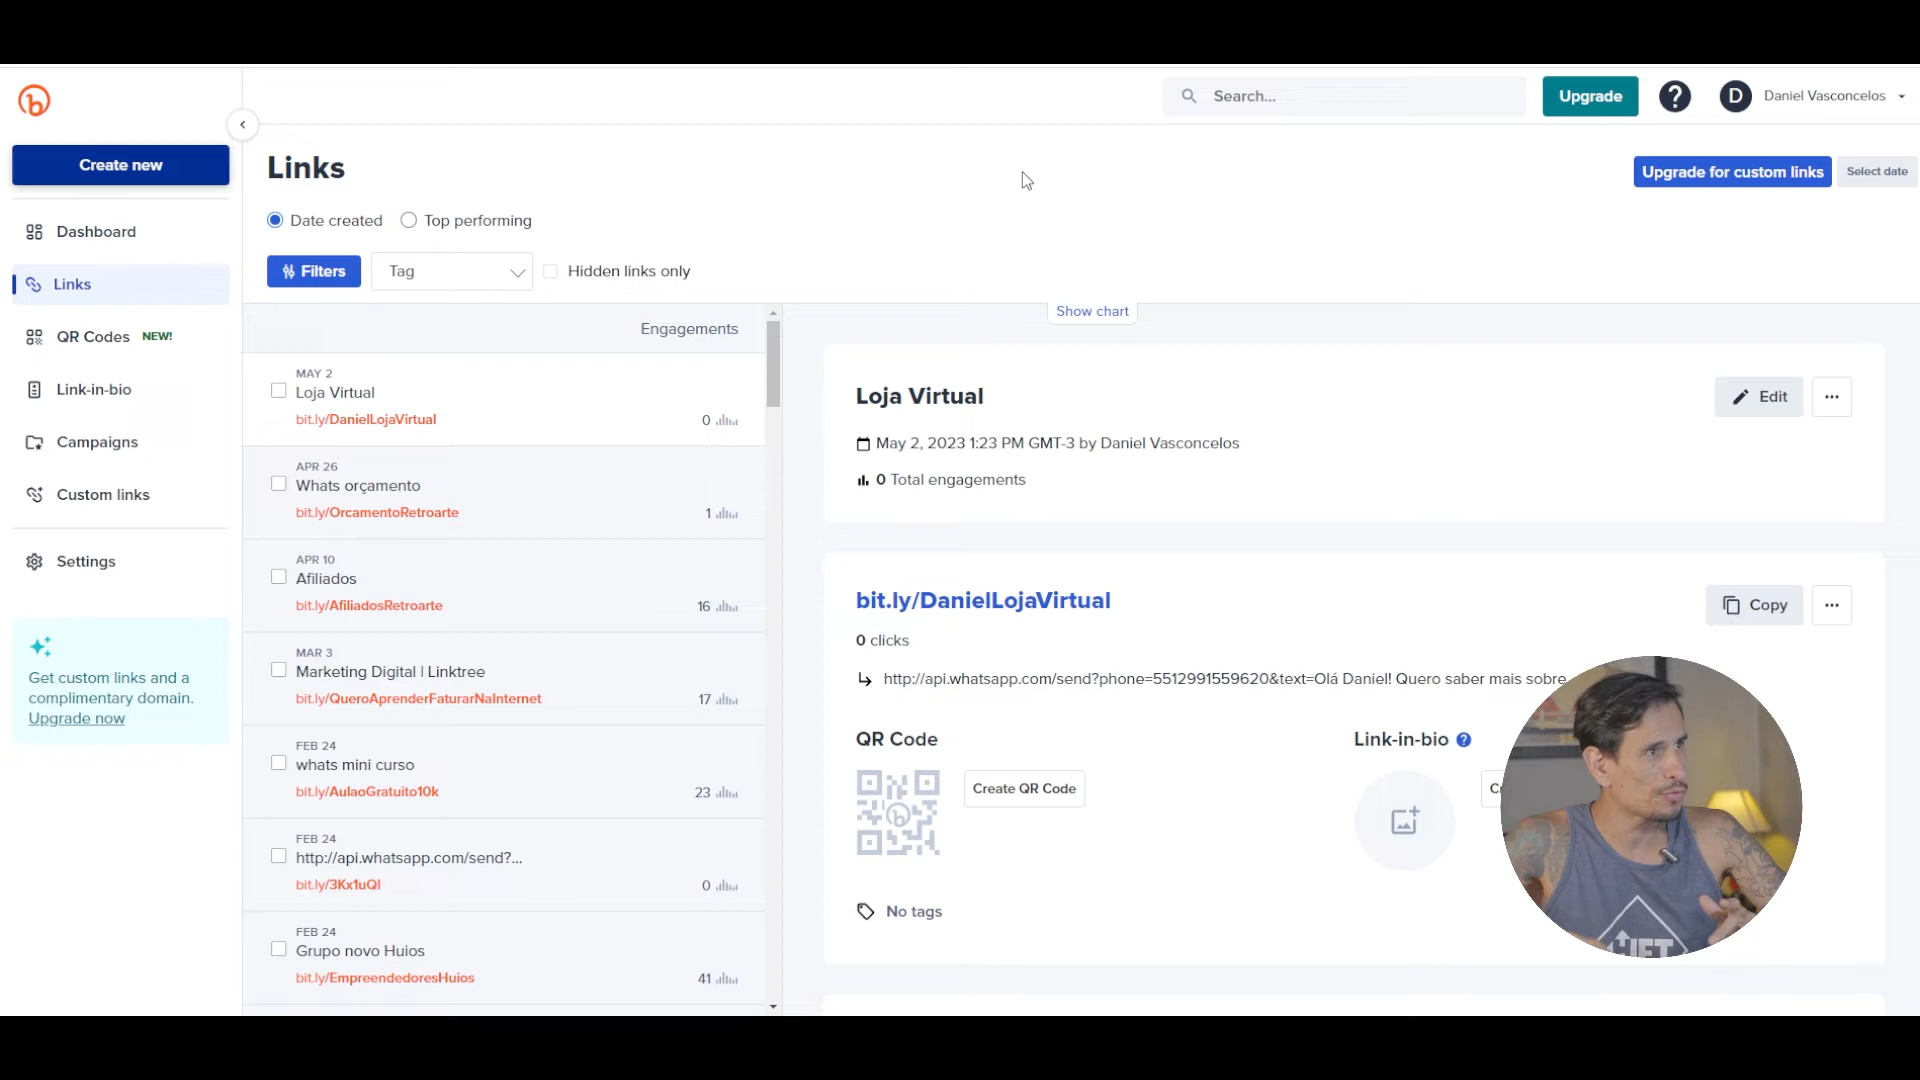 Search...
Upgrade
?
D
Daniel Vasconcelos
Create new
Links
Upgrade for custom links
Select date
Date created
Top performing
Filters
Tag
Hidden links only
Dashboard
Links
QR Codes NEW!
Link-in-bio
Campaigns
Custom links
Settings
Get custom links and a
complimentary domain.
Upgrade now
Engagements
MAY 2
Loja Virtual
bit.ly/DanielLojaVirtual
0
APR 26
Whats orçamento
bit.ly/OrcamentoRetroarte
1
APR 10
Afiliados
bit.ly/AfiliadosRetroarte
16
MAR 3
Marketing Digital | Linktree
bit.ly/QueroAprenderFaturarNaInternet
17
FEB 24
whats mini curso
bit.ly/AulaoGratuito10k
23
FEB 24
http://api.whatsapp.com/send?...
bit.ly/3Kx1uQl
0
FEB 24
Grupo novo Huios
bit.ly/EmpreendedoresHuios
41
Show chart
Loja Virtual
Edit
May 2, 2023 1:23 PM GMT-3 by Daniel Vasconcelos
0 Total engagements
bit.ly/DanielLojaVirtual
Copy
0 clicks
http://api.whatsapp.com/send?phone=5512991559620&text=Olá Daniel! Quero saber mais sobre
QR Code
Link-in-bio ?
Create QR Code
No tags